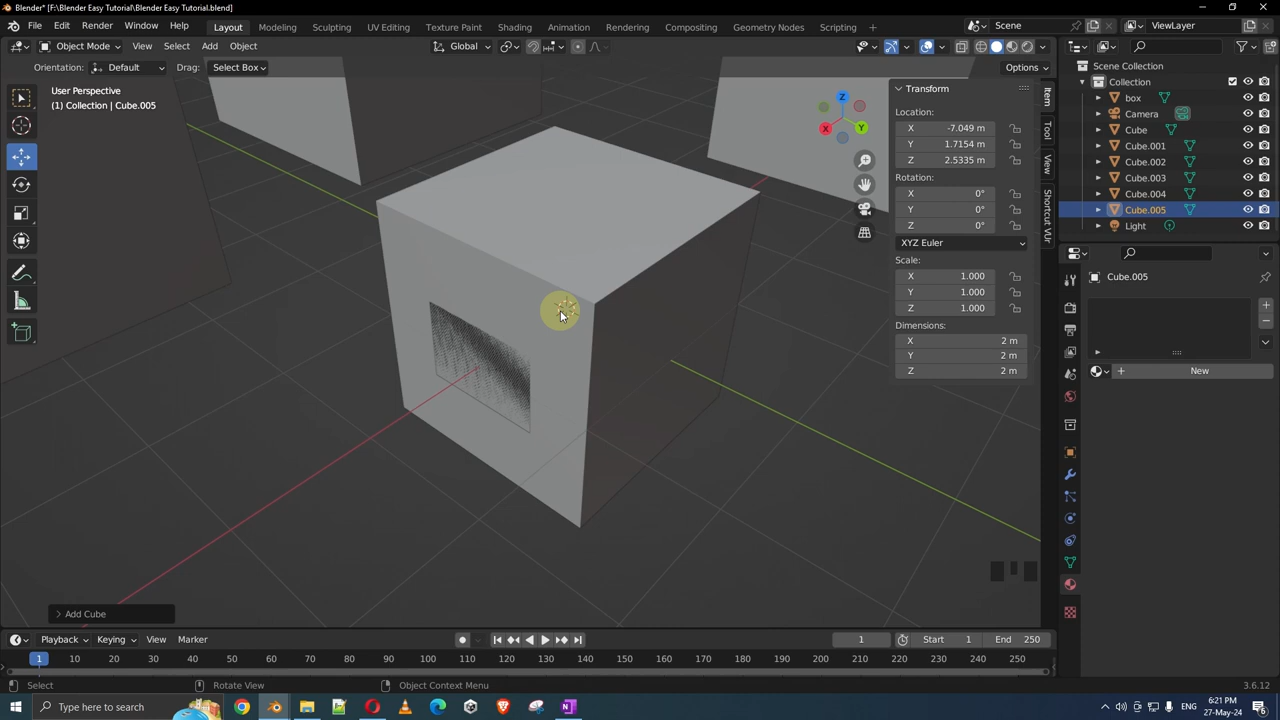 Blender* [F:\Blender Easy Tutorial\Blender Easy Tutorial.blend]
File Edit Render Window Help Layout Modeling Sculpting UV Editing Texture Paint Shading Animation Rendering Compositing Geometry Nodes Scripting Scene ViewLayer
Object Mode View Select Add Object Global
Orientation: Default Drag: Select Box Options
User Perspective
(1) Collection | Cube.005
Transform
Location:
X -7.049 m
Y 1.7154 m
Z 2.5335 m
Rotation:
X 0°
Y 0°
Z 0°
XYZ Euler
Scale:
X 1.000
Y 1.000
Z 1.000
Dimensions:
X 2 m
Y 2 m
Z 2 m
Item
Tool
View
Shortcut VUr
Z
X
Y
Scene Collection
Collection
box
Camera
Cube
Cube.001
Cube.002
Cube.003
Cube.004
Cube.005
Light
Cube.005
New
Add Cube
Playback Keying View Marker 1 Start 1 End 250
1 10 20 30 40 50 60 70 80 90 100 110 120 130 140 150 160 170 180 190 200 210 220 230 240 250
Select Rotate View Object Context Menu 3.6.12
Type here to search
6:21 PM
27-May-24